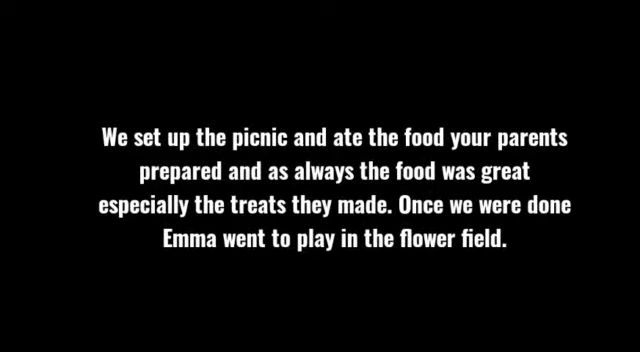 We set up the picnic and ate the food your parents
prepared and as always the food was great
especially the treats they made. Once we were done
Emma went to play in the flower field.